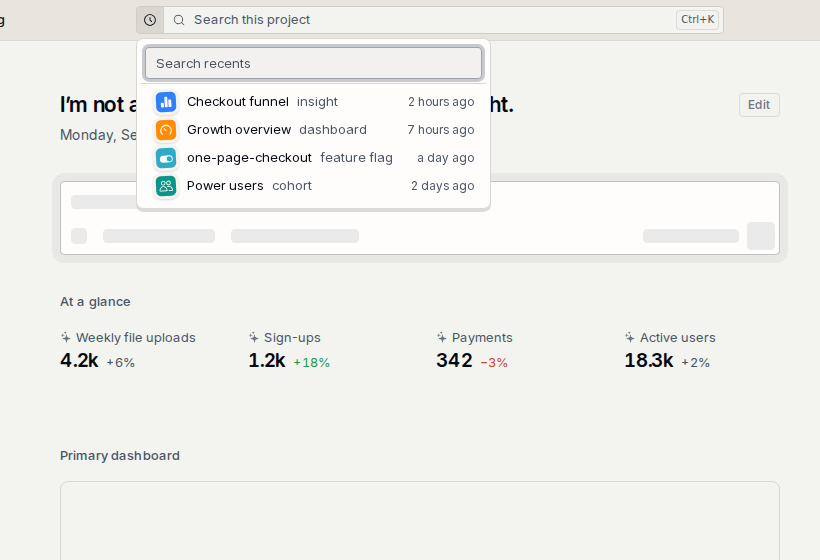 g
Search this project
Ctrl+K
Search recents
Checkout funnel insight 2 hours ago
Growth overview dashboard 7 hours ago
one-page-checkout feature flag a day ago
Power users cohort 2 days ago
I'm not a
ht.
Edit
Monday, Se
At a glance
Weekly file uploads
4.2k +6%
Sign-ups
1.2k +18%
Payments
342 −3%
Active users
18.3k +2%
Primary dashboard